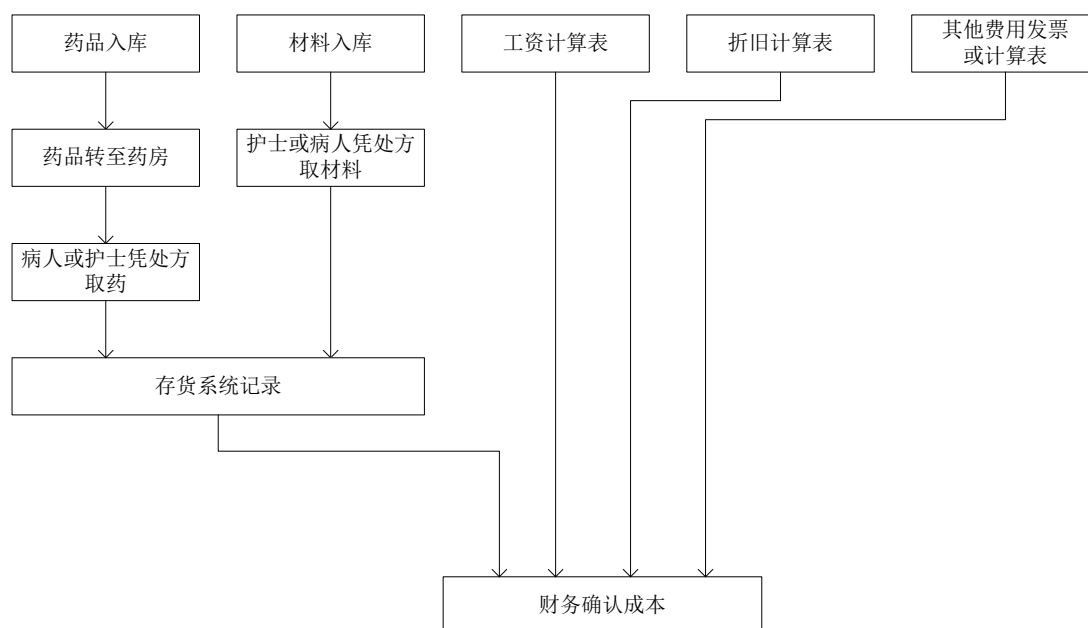 药品入库
材料入库
工资计算表
折旧计算表
其他费用发票
或计算表
药品转至药房
护士或病人凭处方
取材料
病人或护士凭处方
取药
存货系统记录
财务确认成本